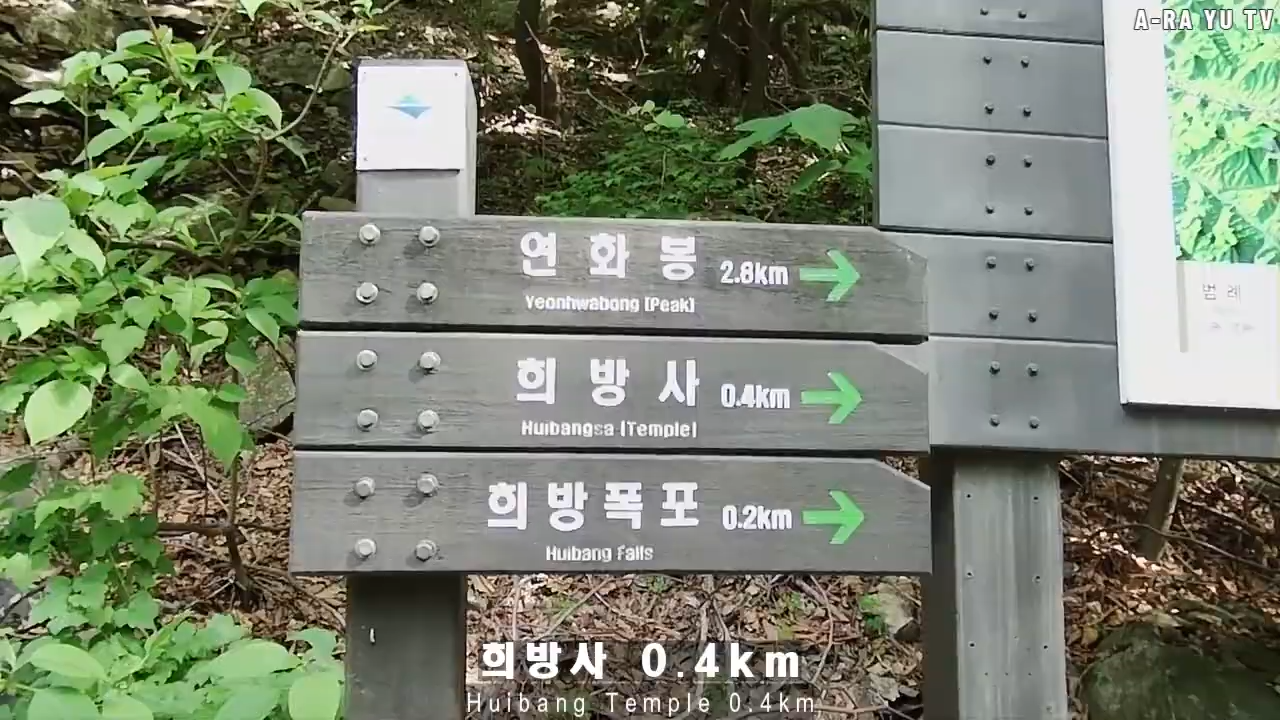 A-RA YU TV
연화봉 2.8km
Yeonhwabong [Peak]
희방사 0.4km
Huibangsa [Temple]
희방폭포 0.2km
Huibang Falls
범례
희방사 0.4km
Huibang Temple 0.4km